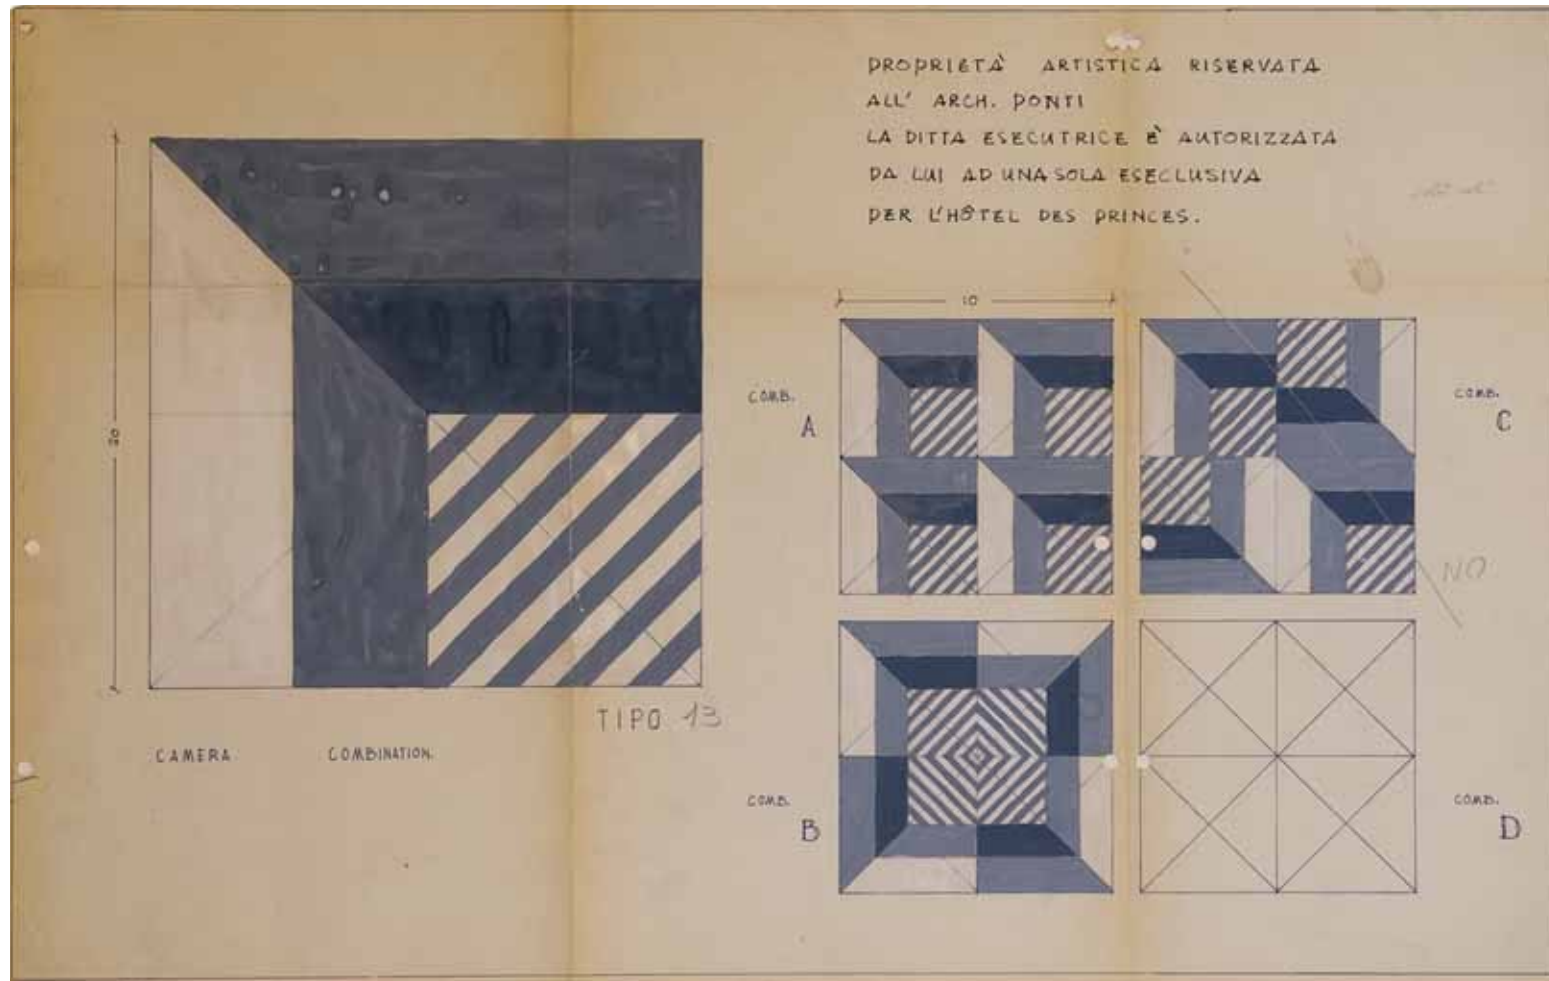 PROPRIETÀ ARTISTICA RISERVATA
ALL' ARCH. PONTI
LA DITTA ESECUTRICE È AUTORIZZATA
DA LUI AD UNA SOLA ESECLUSIVA
PER L'HÔTEL DES PRINCES.
20
TIPO 13
CAMERA COMBINATION.
10
COMB.
A
COMB.
C
NO
COMB.
B
COMB.
D